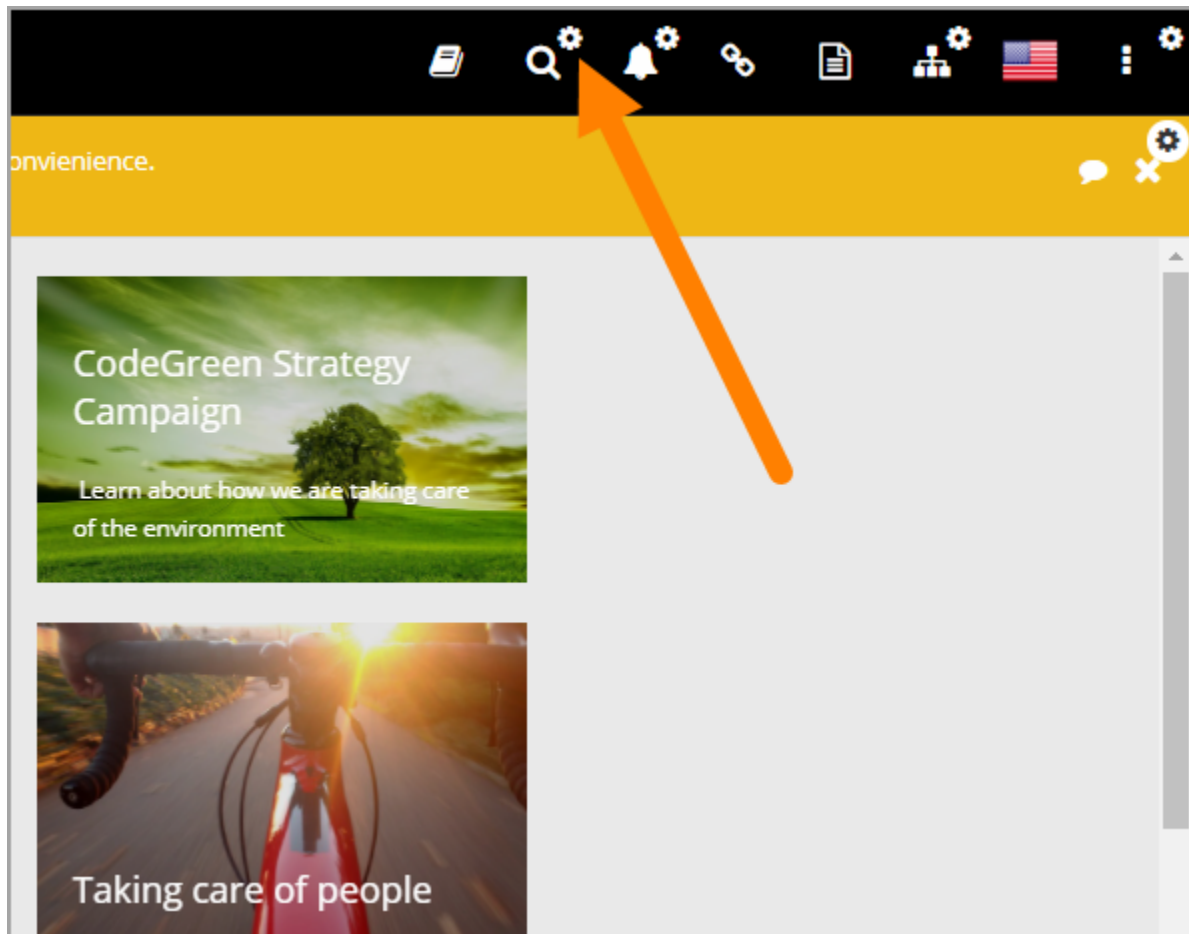 onvienience.
CodeGreen Strategy
Campaign
Learn about how we are taking care
of the environment
Taking care of people